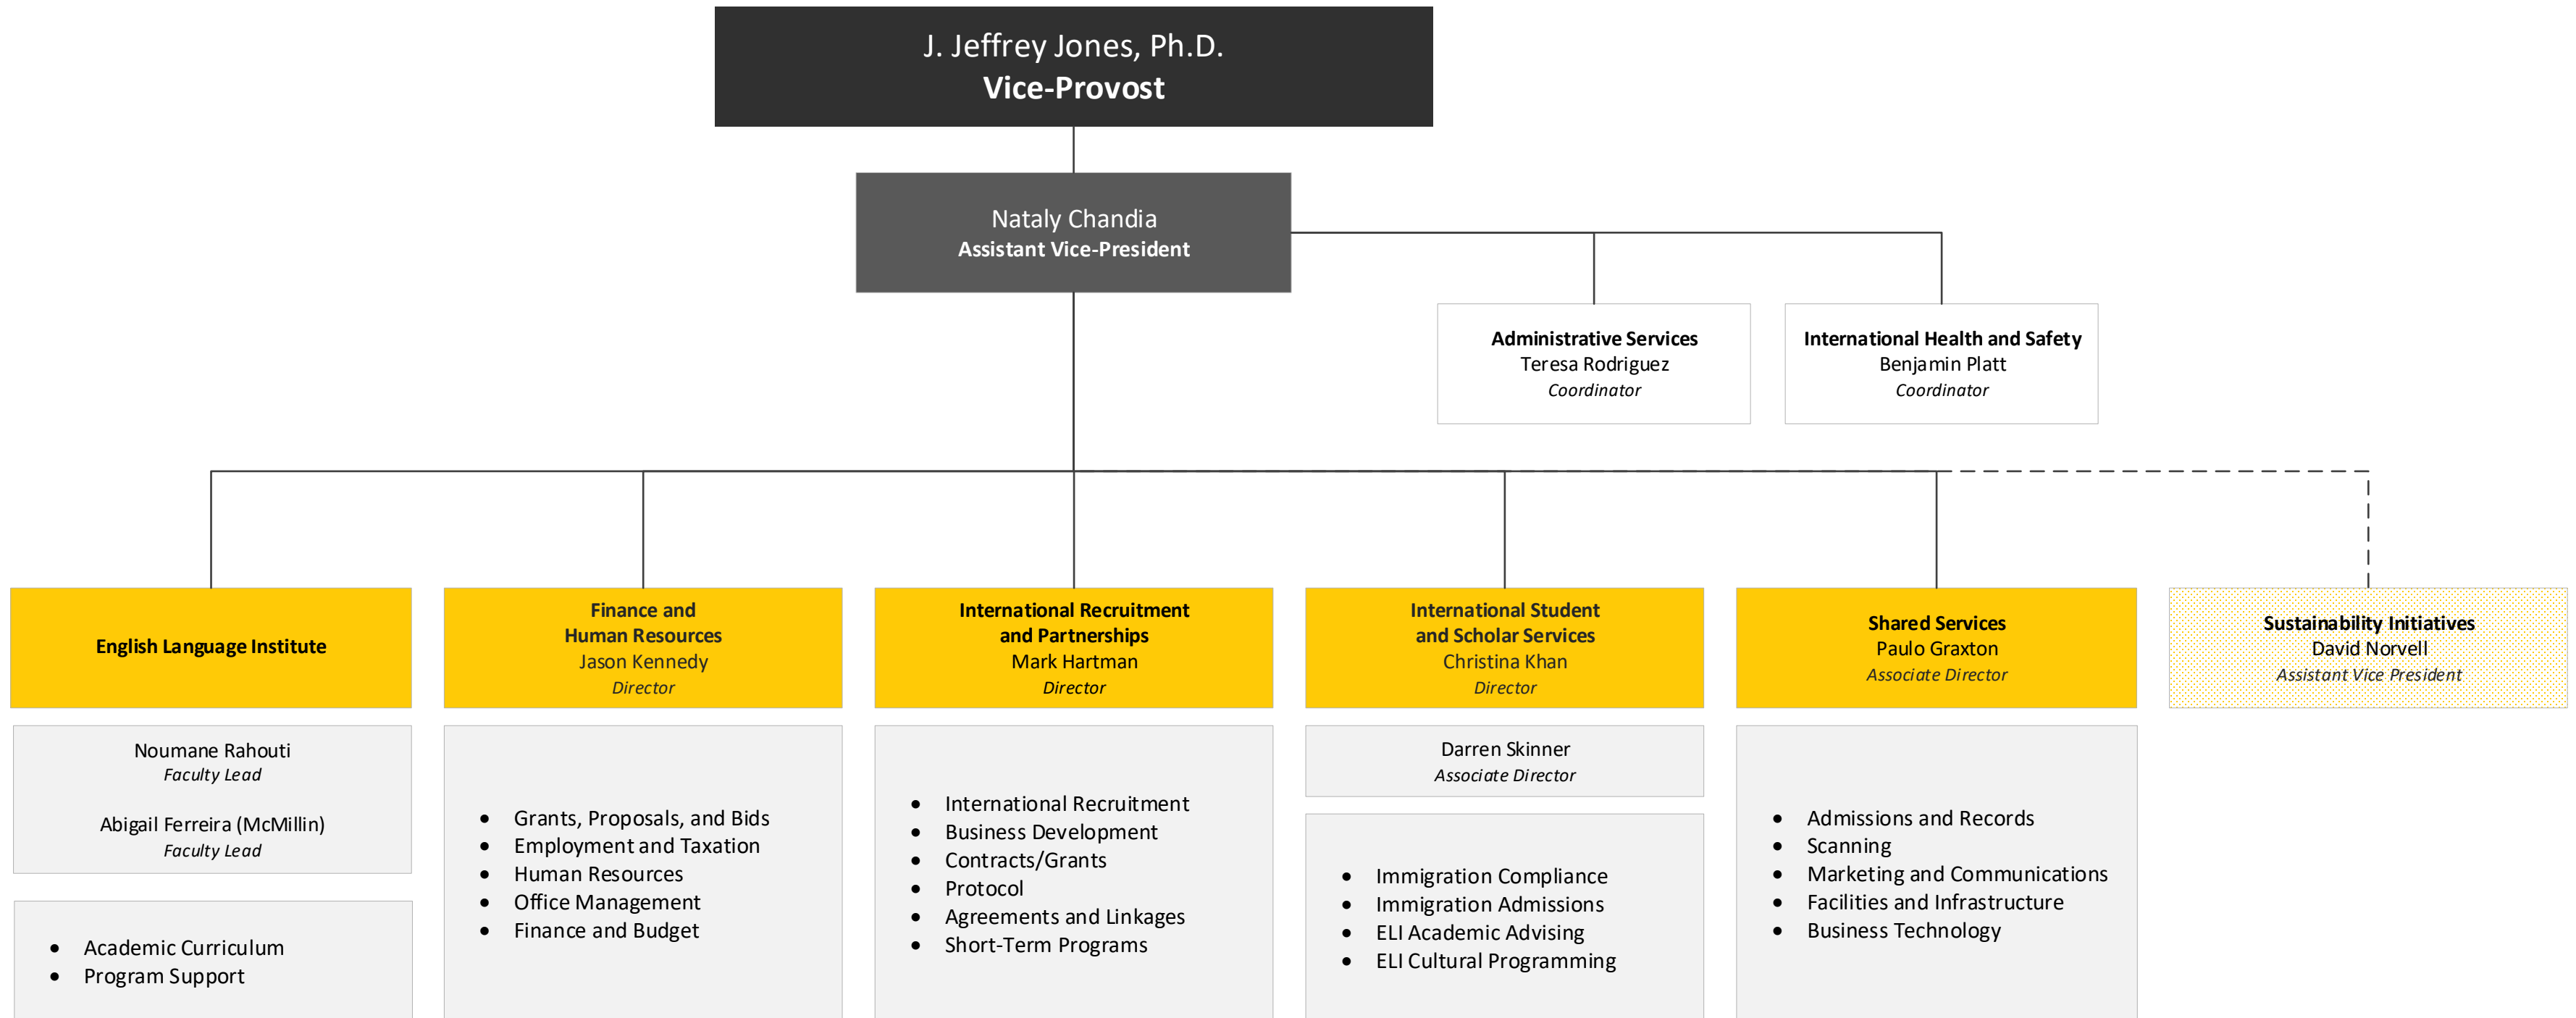 J. Jeffrey Jones, Ph.D.
Vice-Provost
Nataly Chandia
Assistant Vice-President
Administrative Services
Teresa Rodriguez
Coordinator
International Health and Safety
Benjamin Platt
Coordinator
English Language Institute
Noumane Rahouti
Faculty Lead
Abigail Ferreira (McMillin)
Faculty Lead
• Academic Curriculum
• Program Support
Finance and
Human Resources
Jason Kennedy
Director
• Grants, Proposals, and Bids
• Employment and Taxation
• Human Resources
• Office Management
• Finance and Budget
International Recruitment
and Partnerships
Mark Hartman
Director
• International Recruitment
• Business Development
• Contracts/Grants
• Protocol
• Agreements and Linkages
• Short-Term Programs
International Student
and Scholar Services
Christina Khan
Director
Darren Skinner
Associate Director
• Immigration Compliance
• Immigration Admissions
• ELI Academic Advising
• ELI Cultural Programming
Shared Services
Paulo Graxton
Associate Director
• Admissions and Records
• Scanning
• Marketing and Communications
• Facilities and Infrastructure
• Business Technology
Sustainability Initiatives
David Norvell
Assistant Vice President